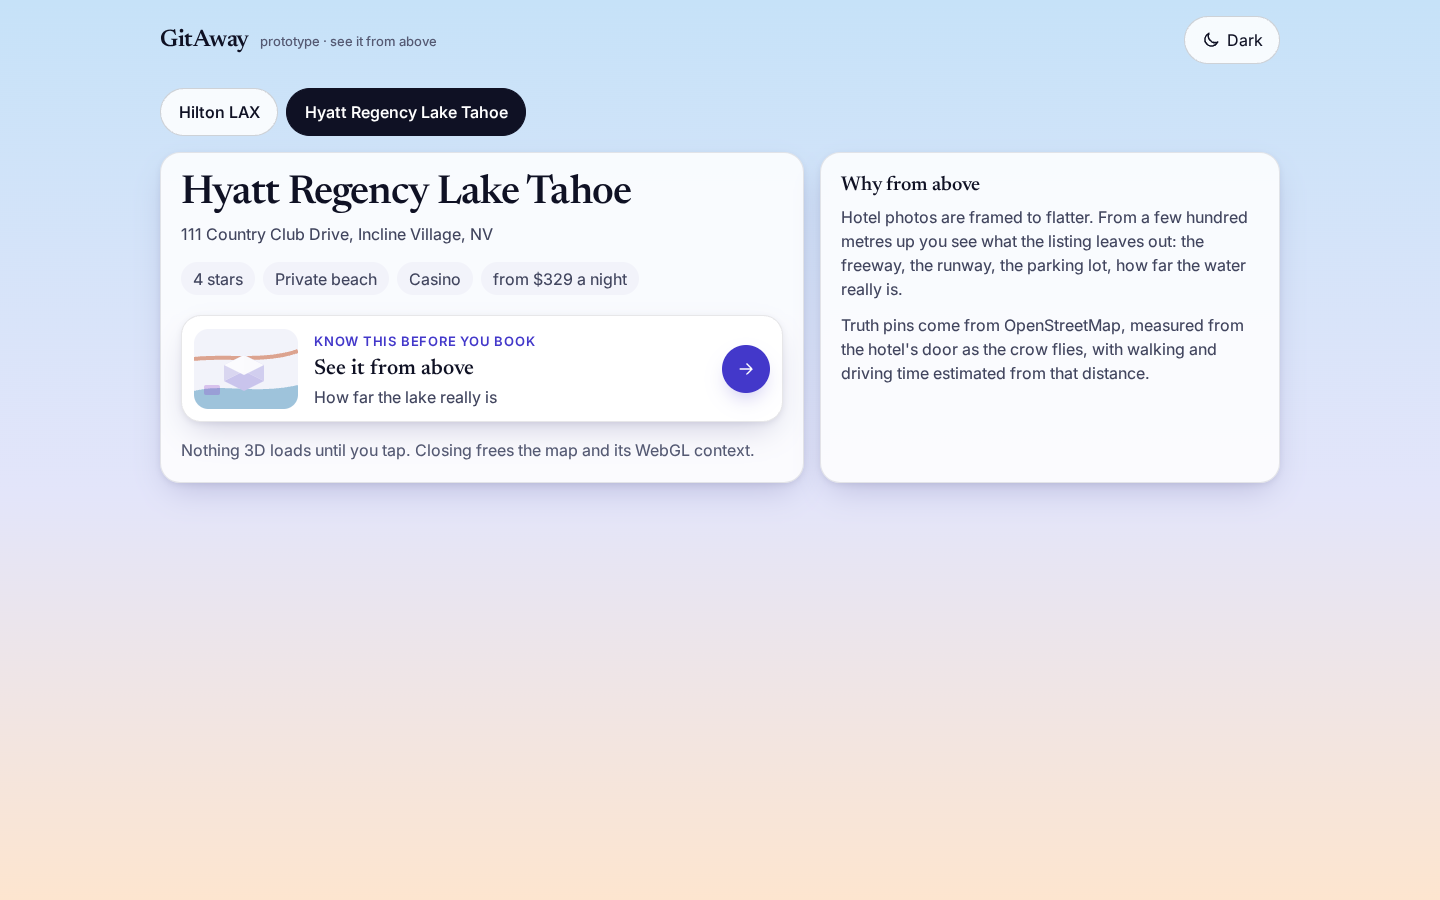 GitAway prototype · see it from above
Dark
Hilton LAX
Hyatt Regency Lake Tahoe
Hyatt Regency Lake Tahoe
111 Country Club Drive, Incline Village, NV
4 stars
Private beach
Casino
from $329 a night
KNOW THIS BEFORE YOU BOOK
See it from above
How far the lake really is
Nothing 3D loads until you tap. Closing frees the map and its WebGL context.
Why from above
Hotel photos are framed to flatter. From a few hundred
metres up you see what the listing leaves out: the
freeway, the runway, the parking lot, how far the water
really is.
Truth pins come from OpenStreetMap, measured from
the hotel's door as the crow flies, with walking and
driving time estimated from that distance.